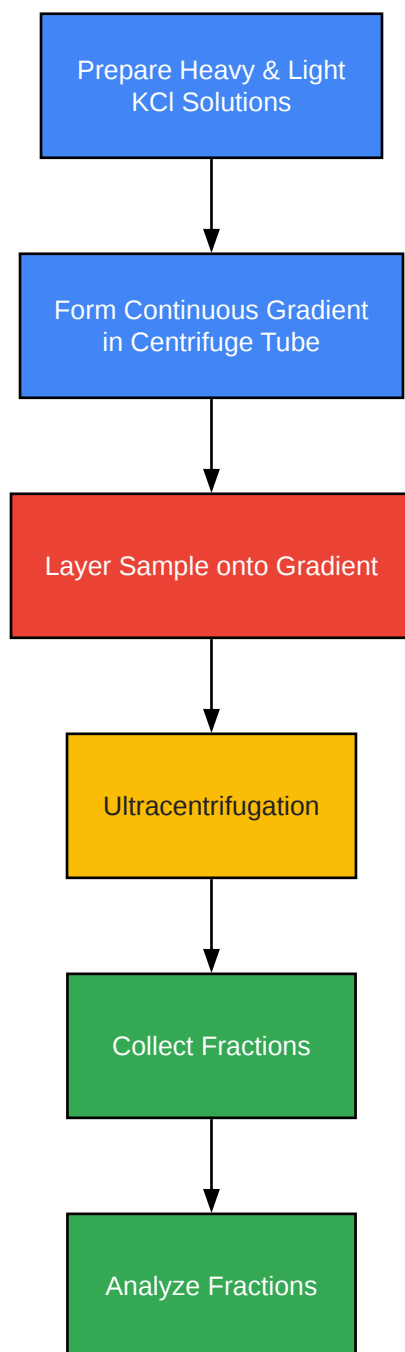 Prepare Heavy & Light
KCl Solutions
Form Continuous Gradient
in Centrifuge Tube
Layer Sample onto Gradient
Ultracentrifugation
Collect Fractions
Analyze Fractions